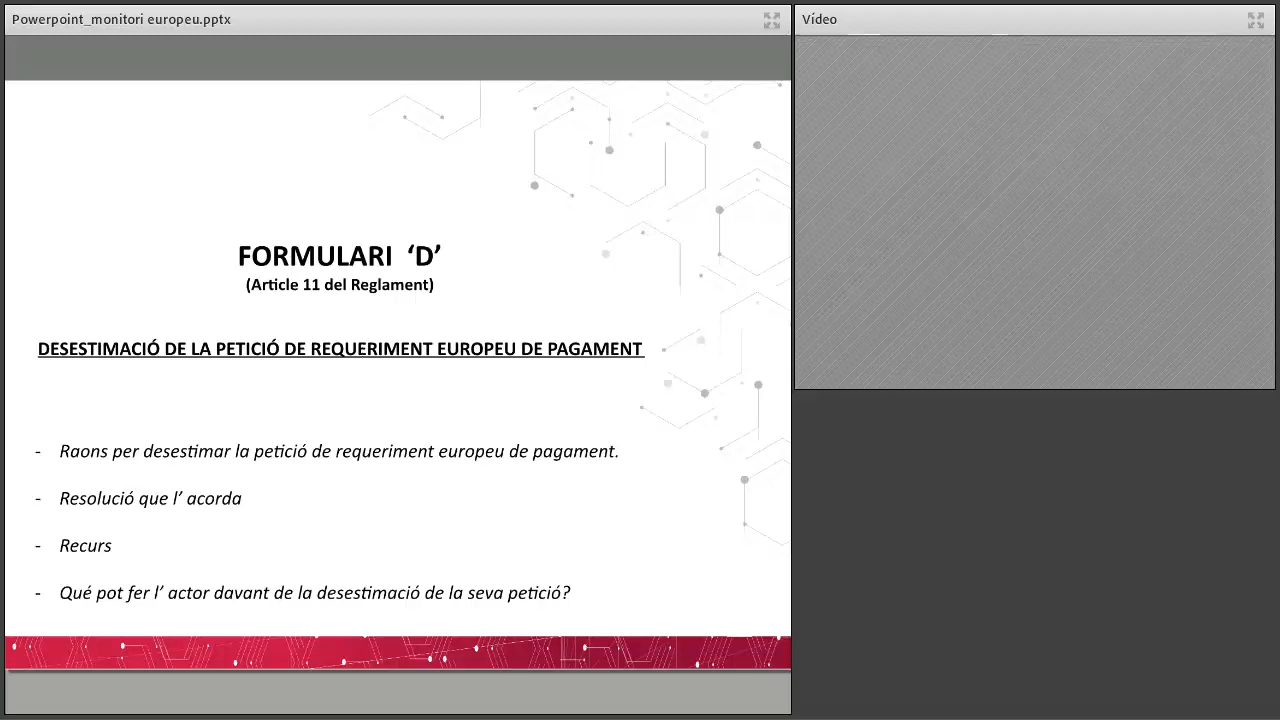 Powerpoint_monitori europeu.pptx
Vídeo
FORMULARI ‘D’
(Article 11 del Reglament)
DESESTIMACIÓ DE LA PETICIÓ DE REQUERIMENT EUROPEU DE PAGAMENT
- Raons per desestimar la petició de requeriment europeu de pagament.
- Resolució que l’ acorda
- Recurs
- Qué pot fer l’ actor davant de la desestimació de la seva petició?